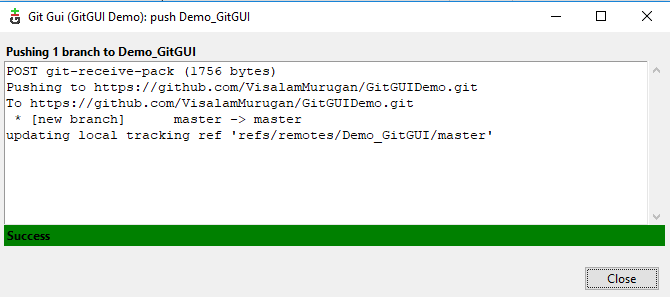 Git Gui (GitGUI Demo): push Demo_GitGUI
Pushing 1 branch to Demo_GitGUI
POST git-receive-pack (1756 bytes)
Pushing to https://github.com/VisalamMurugan/GitGUIDemo.git
To https://github.com/VisalamMurugan/GitGUIDemo.git
 * [new branch]      master -> master
updating local tracking ref 'refs/remotes/Demo_GitGUI/master'
Success
Close